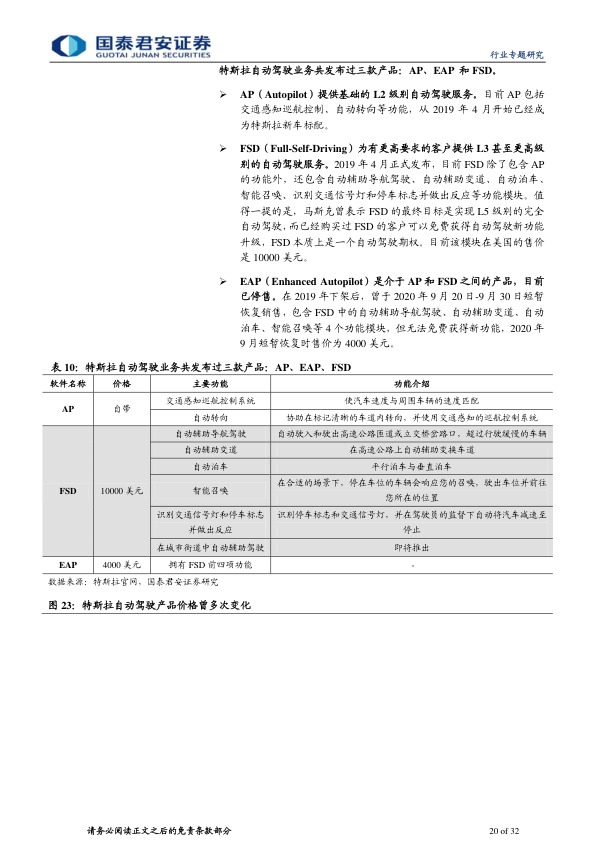 国泰君安证券
GUOTAI JUNAN SECURITIES
行业专题研究
特斯拉自动驾驶业务共发布过三款产品：AP、EAP 和 FSD。
➢ AP（Autopilot）提供基础的 L2 级别自动驾驶服务。目前 AP 包括
交通感知巡航控制、自动转向等功能，从 2019 年 4 月开始已经成
为特斯拉新车标配。
➢ FSD（Full-Self-Driving）为有更高要求的客户提供 L3 甚至更高级
别的自动驾驶服务。2019 年 4 月正式发布，目前 FSD 除了包含 AP
的功能外，还包含自动辅助导航驾驶、自动辅助变道、自动泊车、
智能召唤、识别交通信号灯和停车标志并做出反应等功能模块。值
得一提的是，马斯克曾表示 FSD 的最终目标是实现 L5 级别的完全
自动驾驶，而已经购买过 FSD 的客户可以免费获得自动驾驶新功能
升级，FSD 本质上是一个自动驾驶期权。目前该模块在美国的售价
是 10000 美元。
➢ EAP（Enhanced Autopilot）是介于 AP 和 FSD 之间的产品，目前
已停售。在 2019 年下架后，曾于 2020 年 9 月 20 日-9 月 30 日短暂
恢复销售，包含 FSD 中的自动辅助导航驾驶、自动辅助变道、自动
泊车、智能召唤等 4 个功能模块，但无法免费获得新功能，2020 年
9 月短暂恢复时售价为 4000 美元。
表 10：特斯拉自动驾驶业务共发布过三款产品：AP、EAP、FSD
软件名称 价格 主要功能 功能介绍
AP 自带 交通感知巡航控制系统 使汽车速度与周围车辆的速度匹配
自动转向 协助在标记清晰的车道内转向，并使用交通感知的巡航控制系统
FSD 10000 美元 自动辅助导航驾驶 自动驶入和驶出高速公路匝道或立交桥岔路口，超过行驶缓慢的车辆
自动辅助变道 在高速公路上自动辅助变换车道
自动泊车 平行泊车与垂直泊车
智能召唤 在合适的场景下，停在车位的车辆会响应您的召唤，驶出车位并前往
您所在的位置
识别交通信号灯和停车标志 识别停车标志和交通信号灯，并在驾驶员的监督下自动将汽车减速至
并做出反应 停止
在城市街道中自动辅助驾驶 即将推出
EAP 4000 美元 拥有 FSD 前四项功能 -
数据来源：特斯拉官网、国泰君安证券研究
图 23：特斯拉自动驾驶产品价格曾多次变化
请务必阅读正文之后的免责条款部分
20 of 32